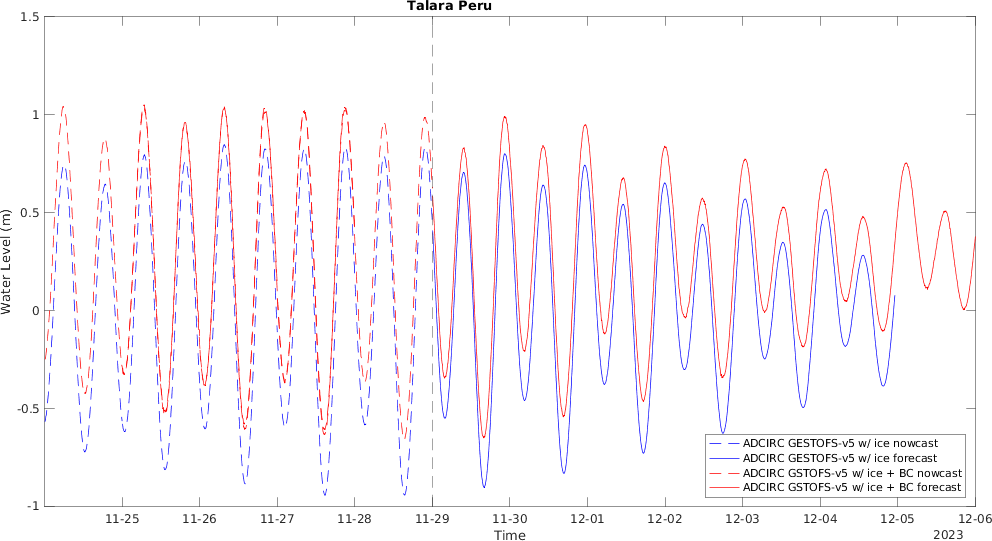 Talara Peru
Water Level (m)
1.5
1
0.5
0
-0.5
-1
11-25
11-26
11-27
11-28
11-29
11-30
12-01
12-02
12-03
12-04
12-05
12-06
Time
2023
ADCIRC GESTOFS-v5 w/ ice nowcast
ADCIRC GESTOFS-v5 w/ ice forecast
ADCIRC GSTOFS-v5 w/ ice + BC nowcast
ADCIRC GSTOFS-v5 w/ ice + BC forecast